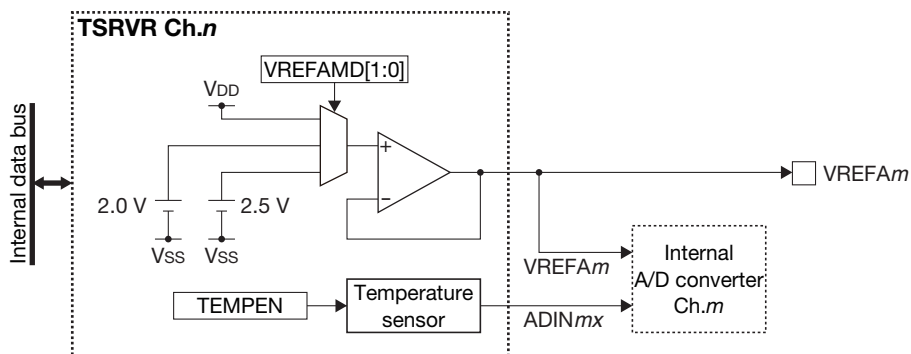 TSRVR Ch.n
VREFAMD[1:0]
VDD
Internal data bus
+
−
2.0 V
2.5 V
VSS
VSS
VREFAm
VREFAm
Internal
A/D converter
Ch.m
TEMPEN
Temperature
sensor
ADINmx